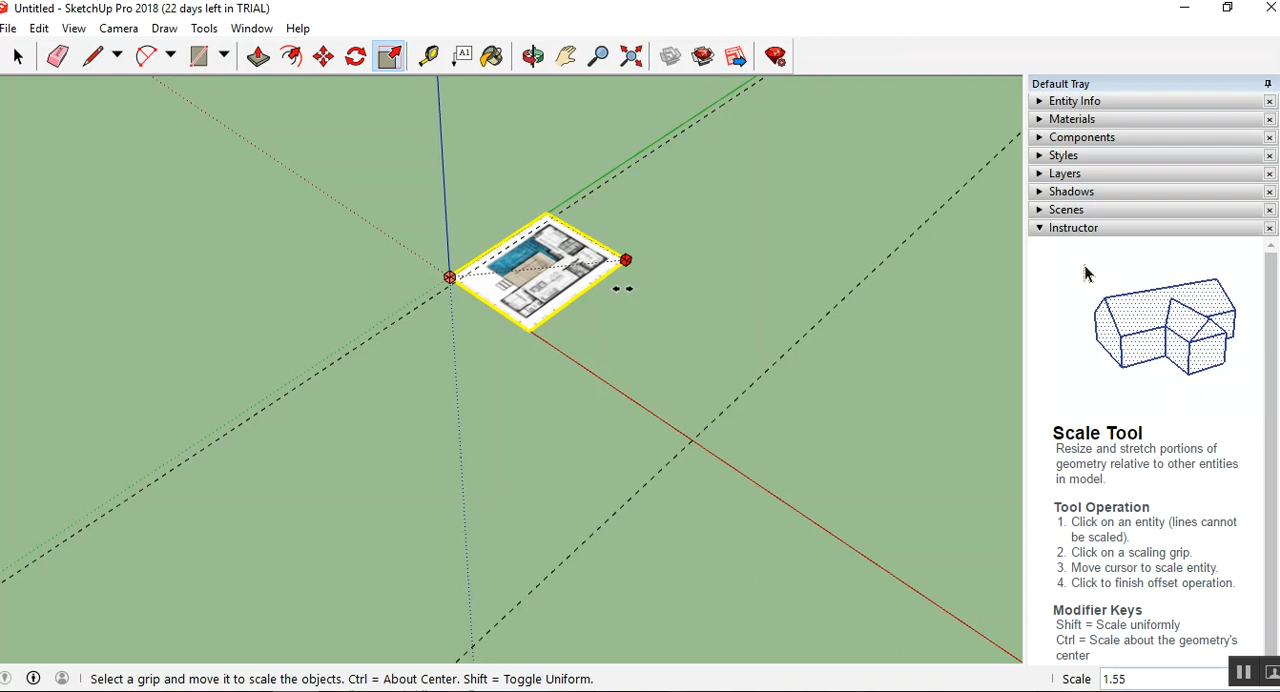 Untitled - SketchUp Pro 2018 (22 days left in TRIAL)
File Edit View Camera Draw Tools Window Help
A1
Default Tray
Entity Info
Materials
Components
Styles
Layers
Shadows
Scenes
Instructor
Scale Tool
Resize and stretch portions of
geometry relative to other entities
in model.
Tool Operation
1. Click on an entity (lines cannot
be scaled).
2. Click on a scaling grip.
3. Move cursor to scale entity.
4. Click to finish offset operation.
Modifier Keys
Shift = Scale uniformly
Ctrl = Scale about the geometry's
center
Select a grip and move it to scale the objects. Ctrl = About Center. Shift = Toggle Uniform.
Scale 1.55